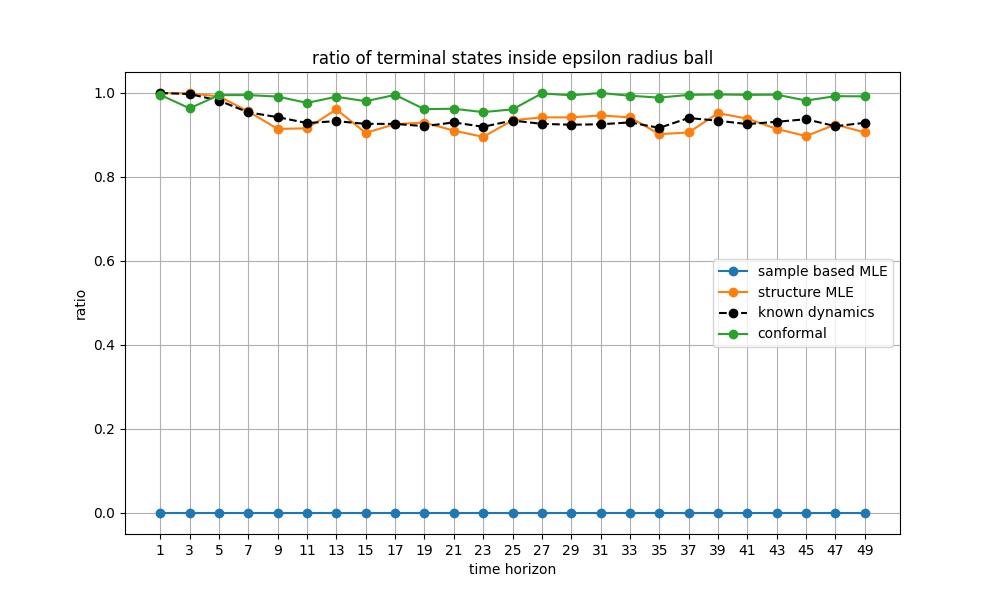 ratio of terminal states inside epsilon radius ball
1.0
0.8
0.6
0.4
0.2
0.0
ratio
sample based MLE
structure MLE
known dynamics
conformal
1 3 5 7 9 11 13 15 17 19 21 23 25 27 29 31 33 35 37 39 41 43 45 47 49
time horizon